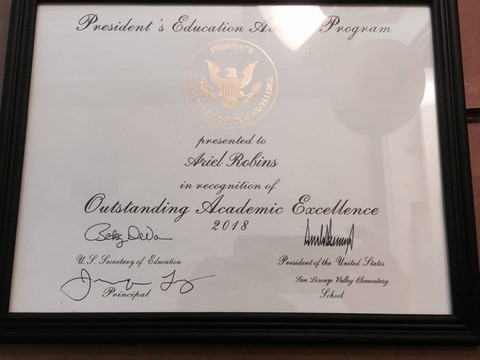 President's Education Program
PRESIDENT'S
presented to
Ariel Robins
in recognition of
Outstanding Academic Excellence
2018
U.S. Secretary of Education
President of the United States
Principal
San Lorenzo Valley Elementary
School